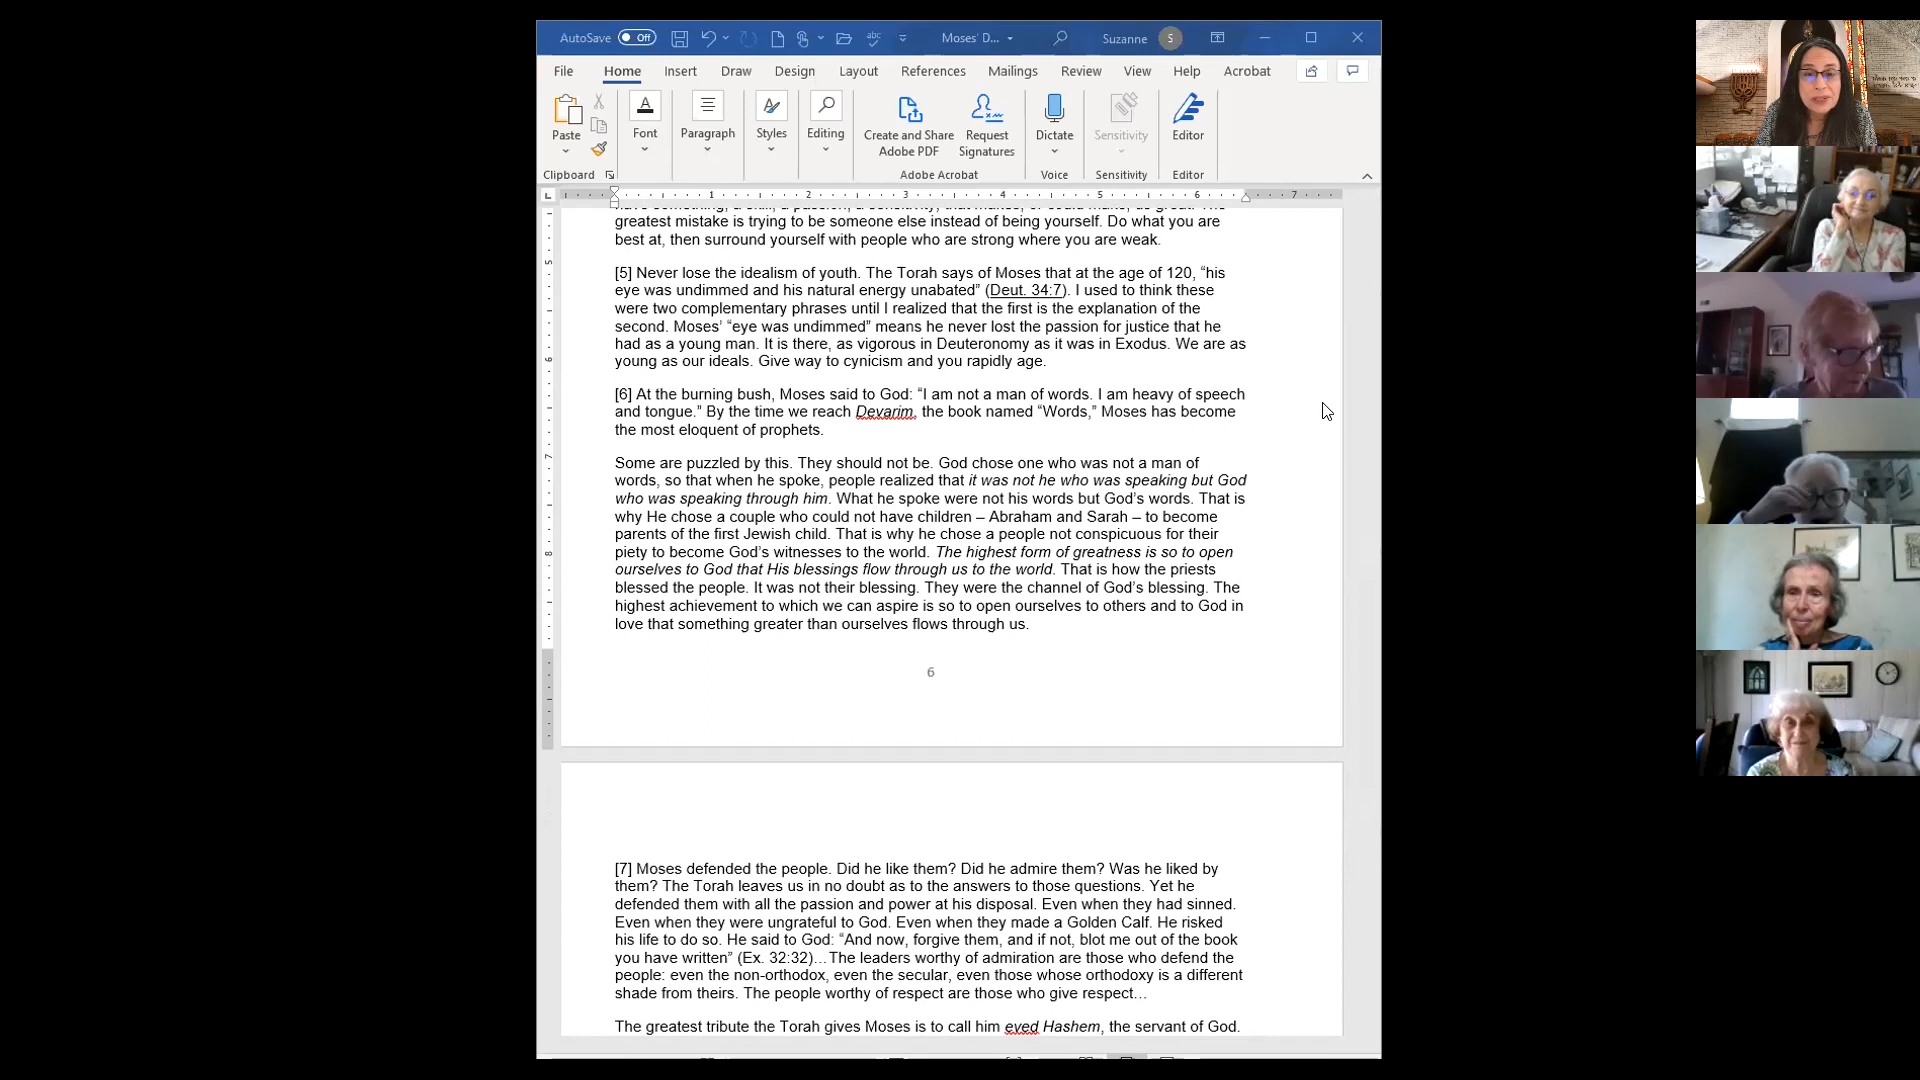 AutoSave Off Moses' D... Suzanne S
File Home Insert Draw Design Layout References Mailings Review View Help Acrobat
Paste Font Paragraph Styles Editing Create and Share Adobe PDF Request Signatures Dictate Sensitivity Editor
Clipboard Adobe Acrobat Voice Sensitivity Editor
1 2 3 4 5 6 7
greatest mistake is trying to be someone else instead of being yourself. Do what you are
best at, then surround yourself with people who are strong where you are weak.
[5] Never lose the idealism of youth. The Torah says of Moses that at the age of 120, “his
eye was undimmed and his natural energy unabated” (Deut. 34:7). I used to think these
were two complementary phrases until I realized that the first is the explanation of the
second. Moses’ “eye was undimmed” means he never lost the passion for justice that he
had as a young man. It is there, as vigorous in Deuteronomy as it was in Exodus. We are as
young as our ideals. Give way to cynicism and you rapidly age.
[6] At the burning bush, Moses said to God: “I am not a man of words. I am heavy of speech
and tongue.” By the time we reach Devarim, the book named “Words,” Moses has become
the most eloquent of prophets.
Some are puzzled by this. They should not be. God chose one who was not a man of
words, so that when he spoke, people realized that it was not he who was speaking but God
who was speaking through him. What he spoke were not his words but God’s words. That is
why He chose a couple who could not have children – Abraham and Sarah – to become
parents of the first Jewish child. That is why he chose a people not conspicuous for their
piety to become God’s witnesses to the world. The highest form of greatness is so to open
ourselves to God that His blessings flow through us to the world. That is how the priests
blessed the people. It was not their blessing. They were the channel of God’s blessing. The
highest achievement to which we can aspire is so to open ourselves to others and to God in
love that something greater than ourselves flows through us.
6
[7] Moses defended the people. Did he like them? Did he admire them? Was he liked by
them? The Torah leaves us in no doubt as to the answers to those questions. Yet he
defended them with all the passion and power at his disposal. Even when they had sinned.
Even when they were ungrateful to God. Even when they made a Golden Calf. He risked
his life to do so. He said to God: “And now, forgive them, and if not, blot me out of the book
you have written” (Ex. 32:32)…The leaders worthy of admiration are those who defend the
people: even the non-orthodox, even the secular, even those whose orthodoxy is a different
shade from theirs. The people worthy of respect are those who give respect…
The greatest tribute the Torah gives Moses is to call him eved Hashem, the servant of God.